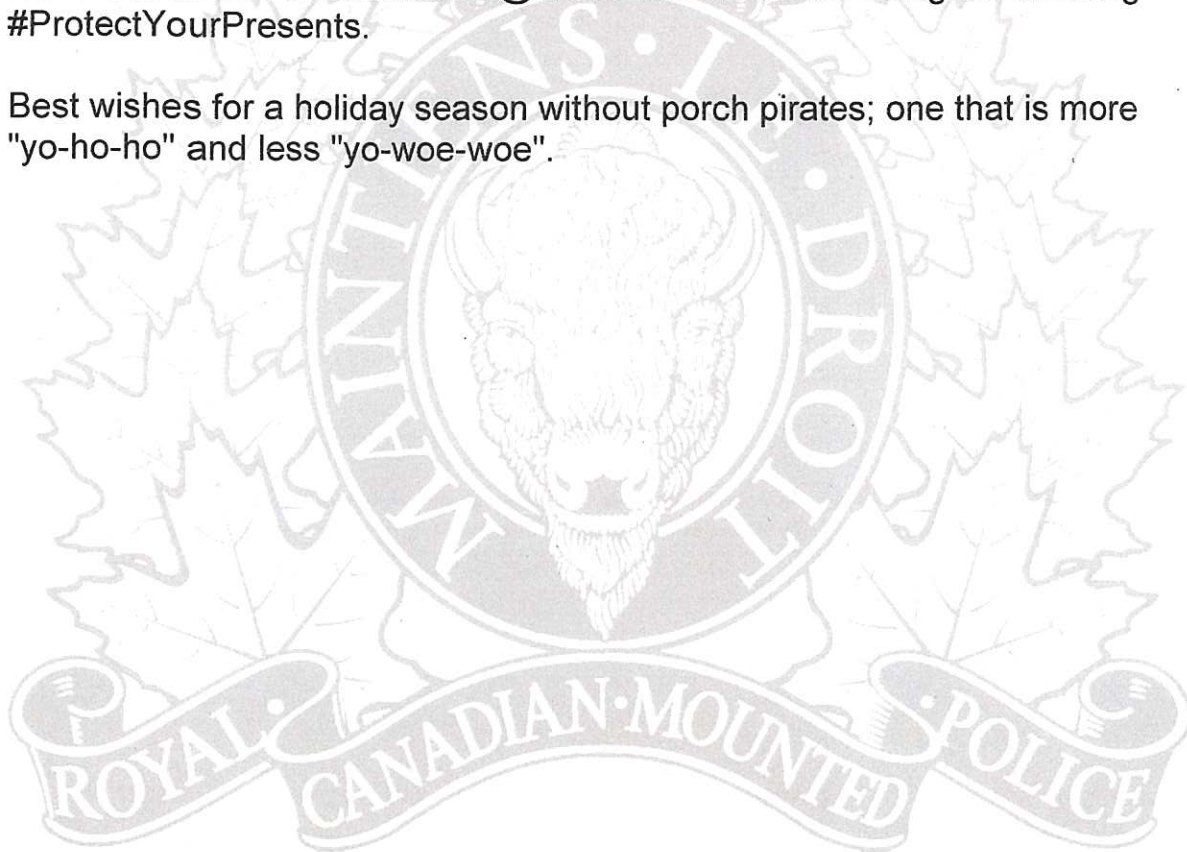 #ProtectYourPresents.
Best wishes for a holiday season without porch pirates; one that is more
"yo-ho-ho" and less "yo-woe-woe".
MAINTIENS • LE • DROIT
ROYAL • CANADIAN • MOUNTED • POLICE